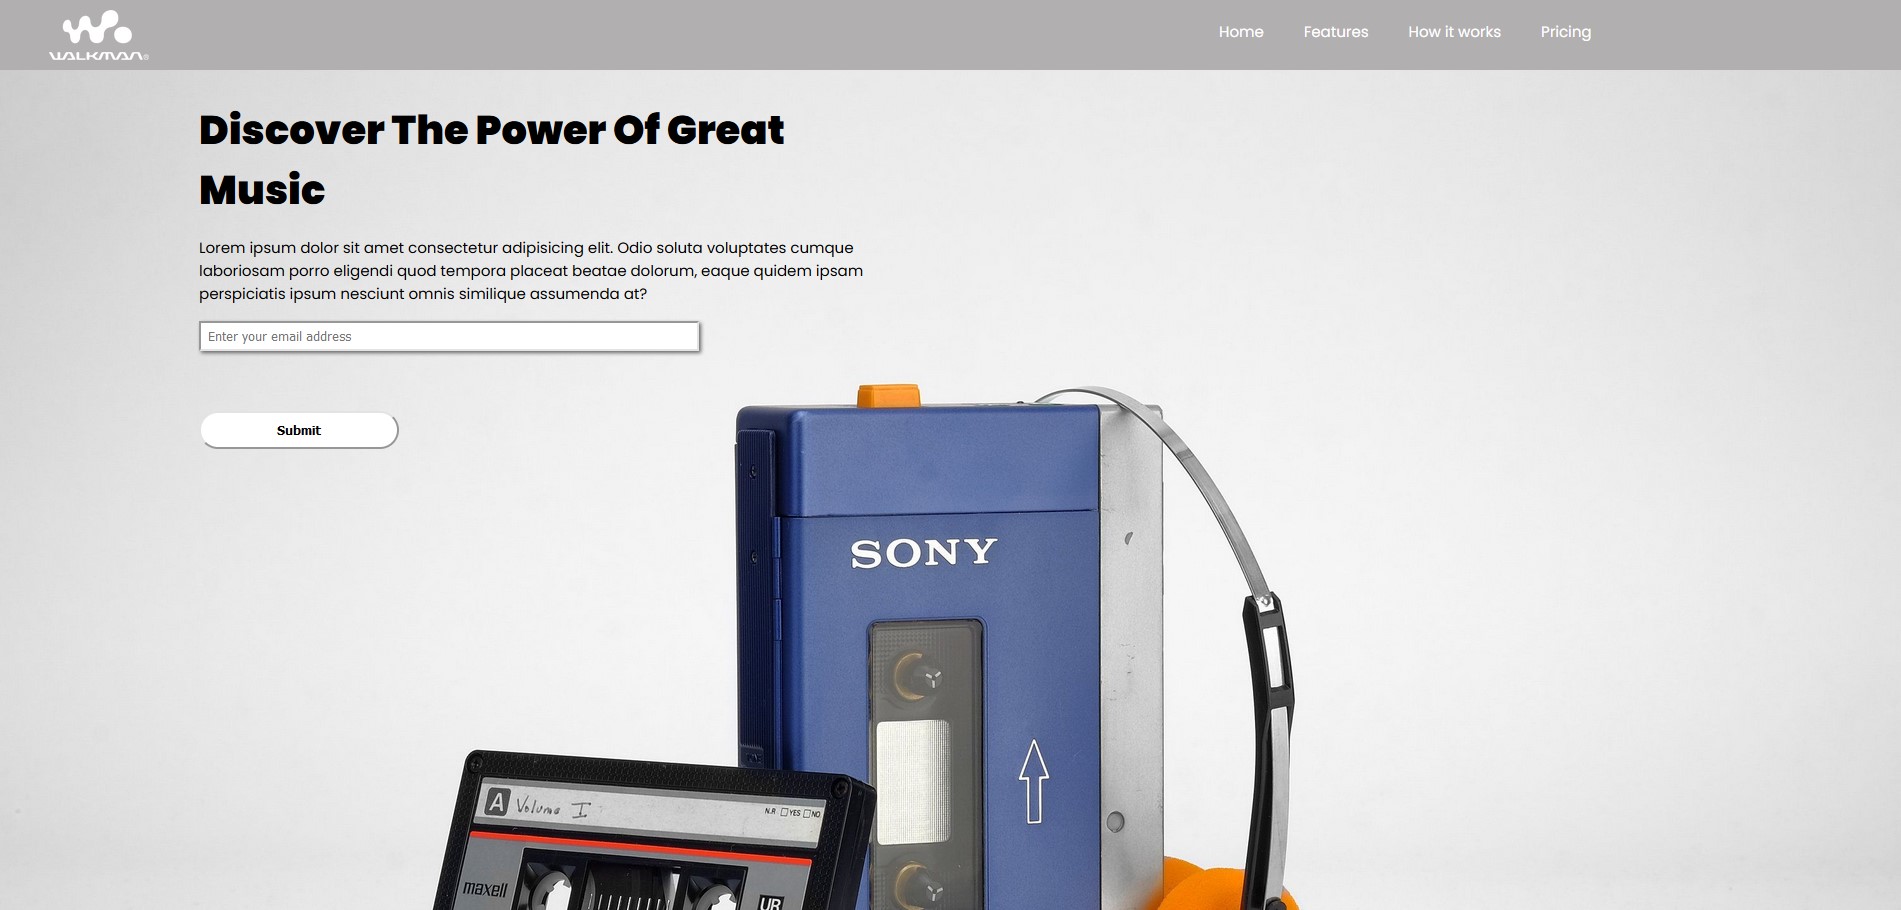 WALKMAN®
Home Features How it works Pricing
Discover The Power Of Great
Music
Lorem ipsum dolor sit amet consectetur adipisicing elit. Odio soluta voluptates cumque
laboriosam porro eligendi quod tempora placeat beatae dolorum, eaque quidem ipsam
perspiciatis ipsum nesciunt omnis similique assumenda at?
Enter your email address
Submit
SONY
A Volume I
N.R □YES □NO
maxell
UR